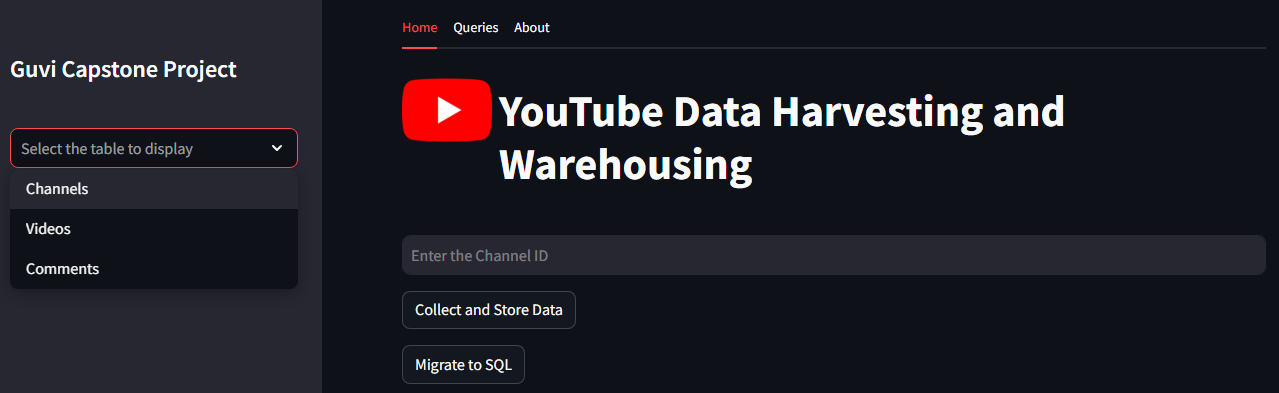 Guvi Capstone Project
Select the table to display
Channels
Videos
Comments
Home Queries About
YouTube Data Harvesting and
Warehousing
Enter the Channel ID
Collect and Store Data
Migrate to SQL